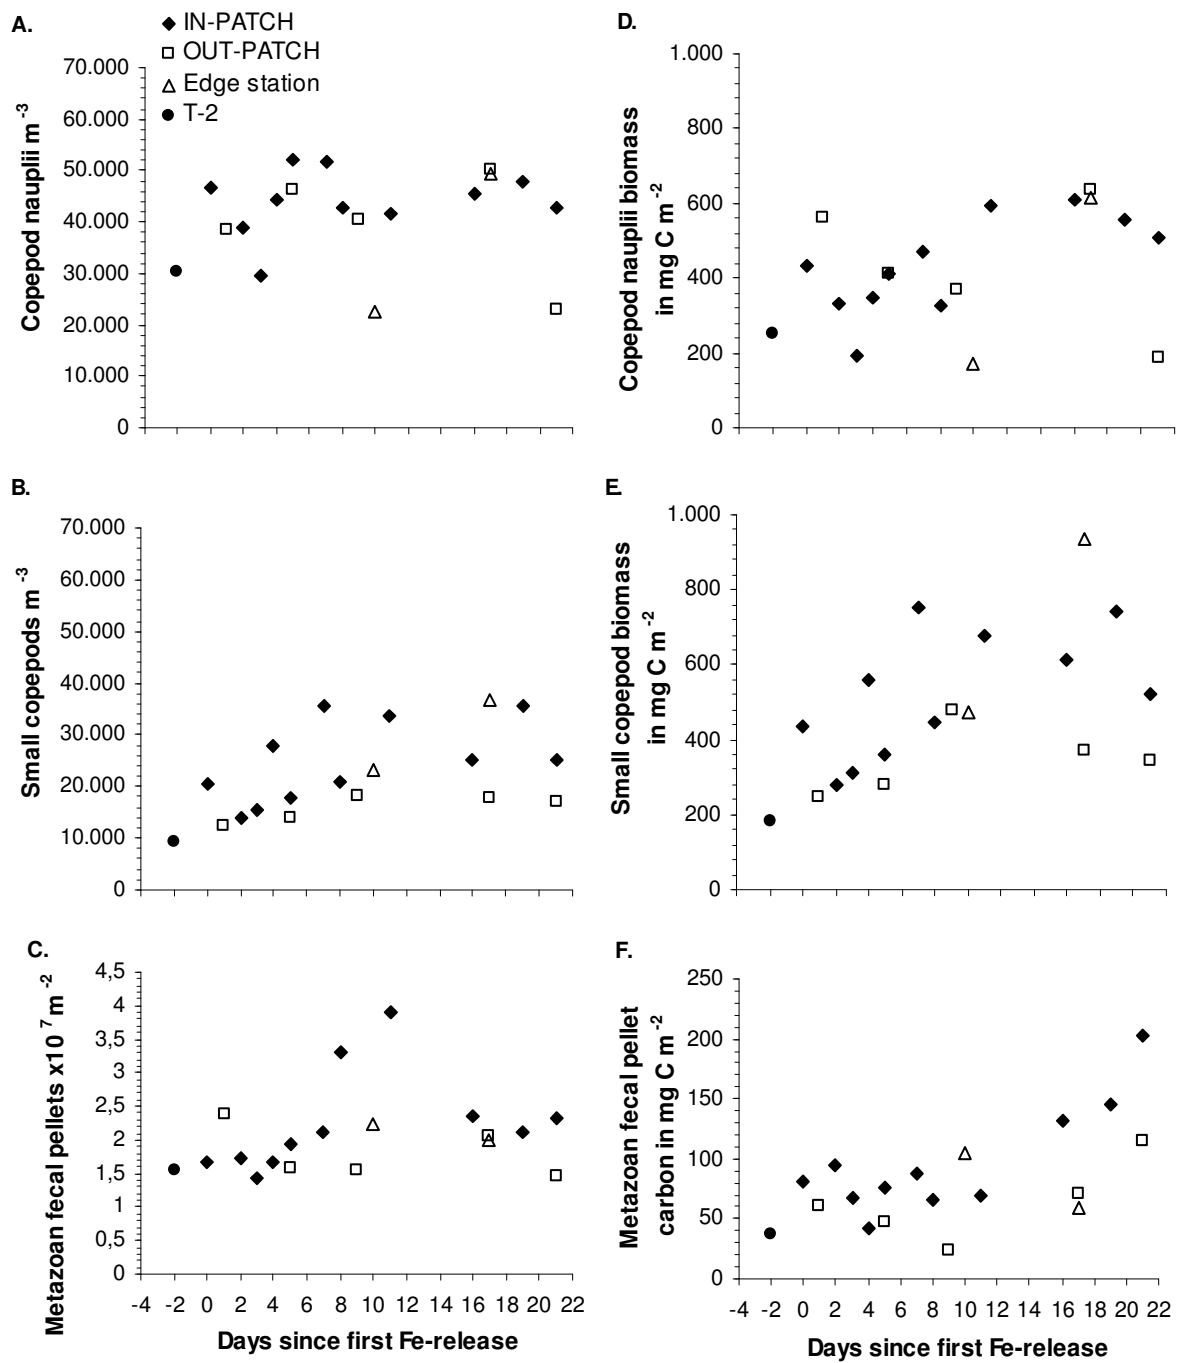 A.
IN-PATCH
OUT-PATCH
Edge station
T-2
70.000
60.000
50.000
40.000
30.000
20.000
10.000
0
Copepod nauplii m⁻³
D.
1.000
800
600
400
200
0
Copepod nauplii biomass
in mg C m⁻²
B.
70.000
60.000
50.000
40.000
30.000
20.000
10.000
0
Small copepods m⁻³
E.
1.000
800
600
400
200
0
Small copepod biomass
in mg C m⁻²
C.
4,5
4
3,5
3
2,5
2
1,5
1
0,5
0
Metazoan fecal pellets x10⁷ m⁻²
-4 -2 0 2 4 6 8 10 12 14 16 18 20 22
Days since first Fe-release
F.
250
200
150
100
50
0
Metazoan fecal pellet
carbon in mg C m⁻²
-4 -2 0 2 4 6 8 10 12 14 16 18 20 22
Days since first Fe-release